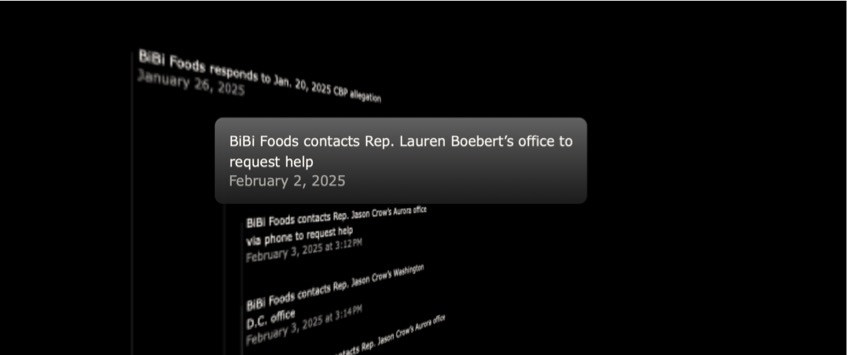 BiBi Foods responds to Jan. 20, 2025 CBP allegation
January 26, 2025
BiBi Foods contacts Rep. Lauren Boebert’s office to
request help
February 2, 2025
BiBi Foods contacts Rep. Jason Crow's Aurora office
via phone to request help
February 3, 2025 at 3:12PM
BiBi Foods contacts Rep. Jason Crow's Washington
D.C. office
February 3, 2025 at 3:14PM
Rep. Jason Crow's Aurora office